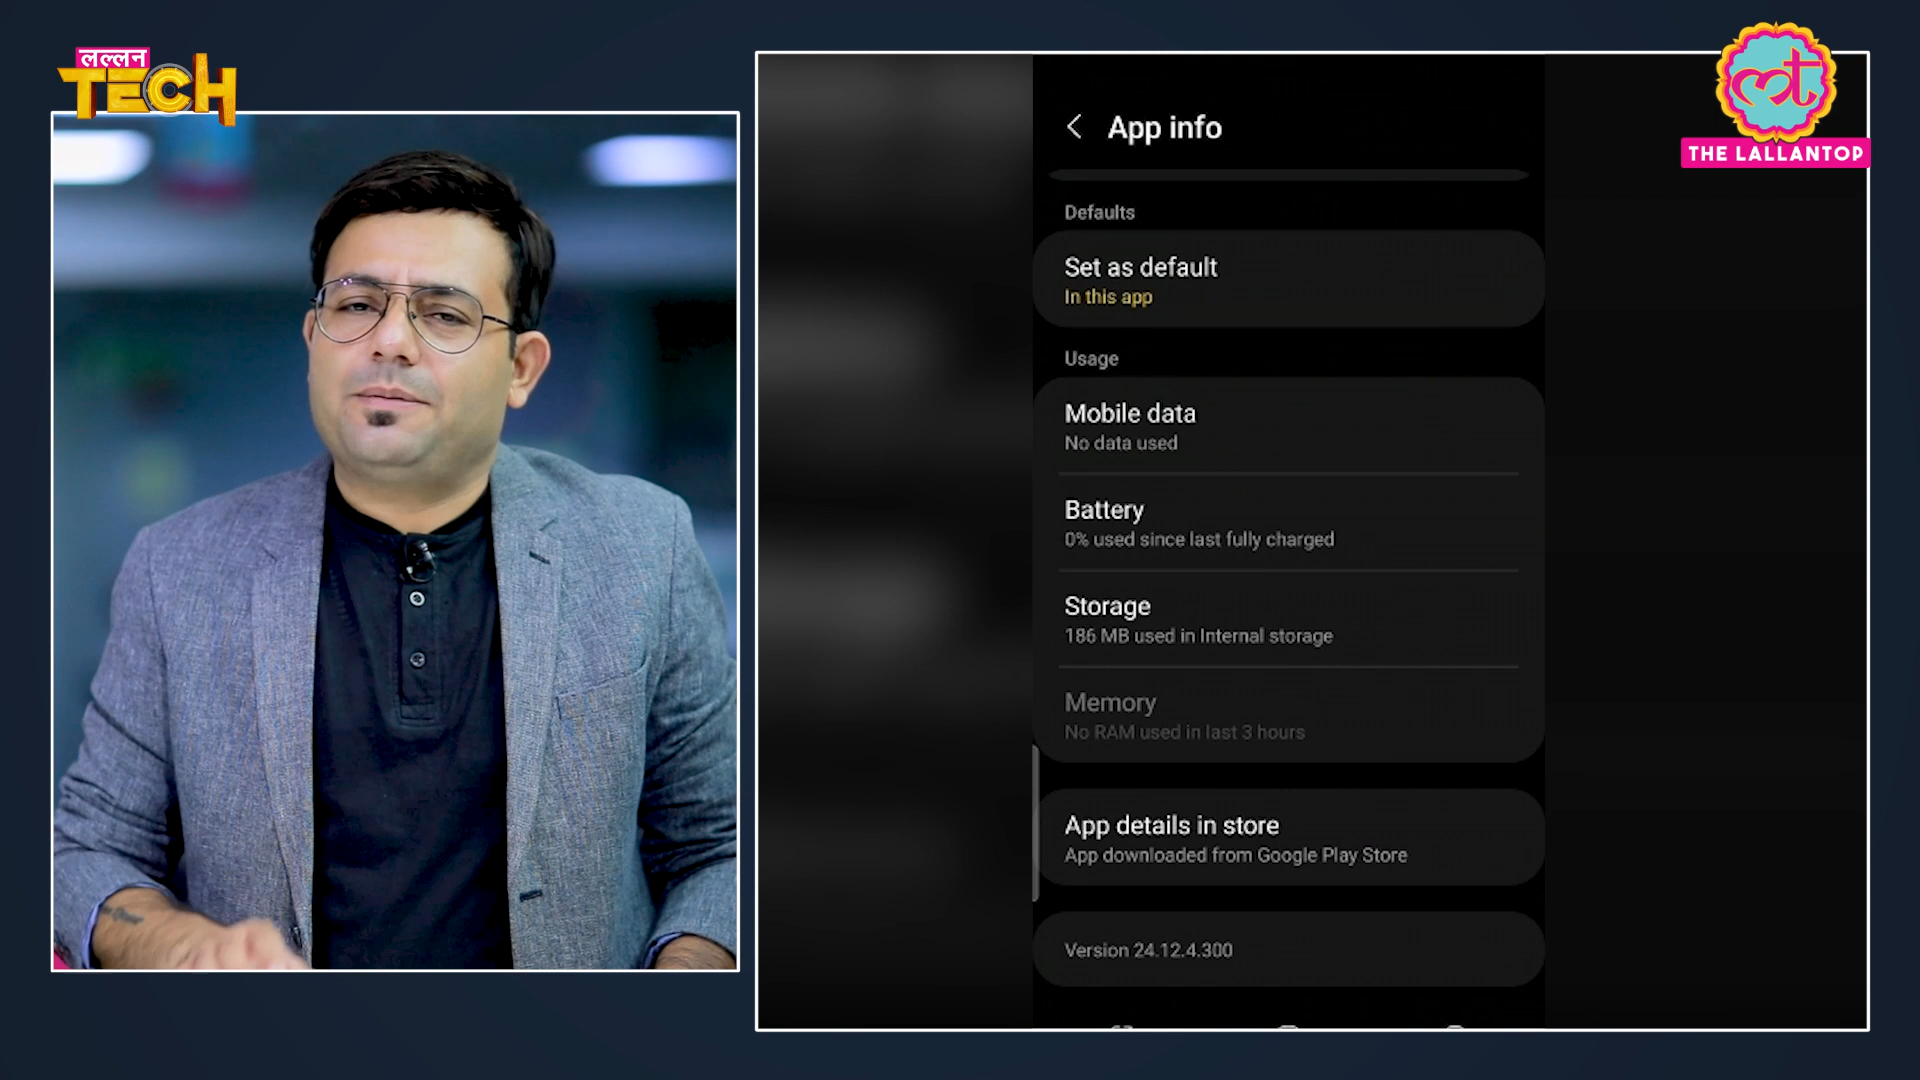 लल्लन
TECH
THE LALLANTOP
App info
Defaults
Set as default
In this app
Usage
Mobile data
No data used
Battery
0% used since last fully charged
Storage
186 MB used in Internal storage
Memory
No RAM used in last 3 hours
App details in store
App downloaded from Google Play Store
Version 24.12.4.300